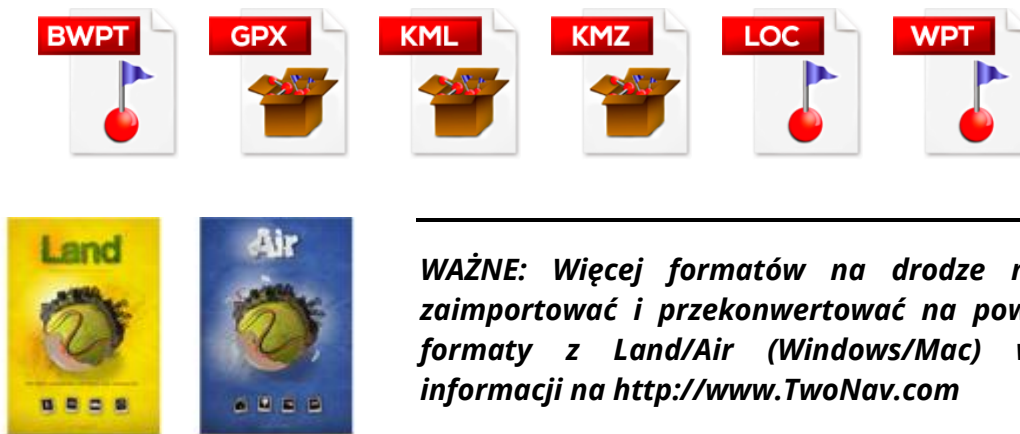 BWPT GPX KML KMZ LOC WPT
Land
Air
WAŻNE: Więcej formatów na drodze
zaimportować i przekonwertować na
formaty z Land/Air (Windows/Mac)
informacji na http://www.TwoNav.com